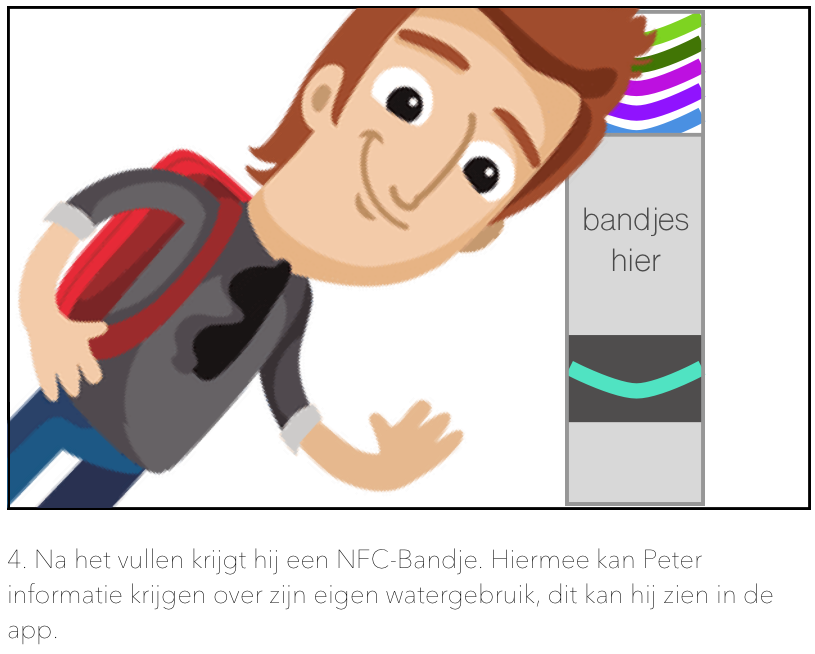 bandjes
hier
4. Na het vullen krijgt hij een NFC-Bandje. Hiermee kan Peter
informatie krijgen over zijn eigen watergebruik, dit kan hij zien in de
app.